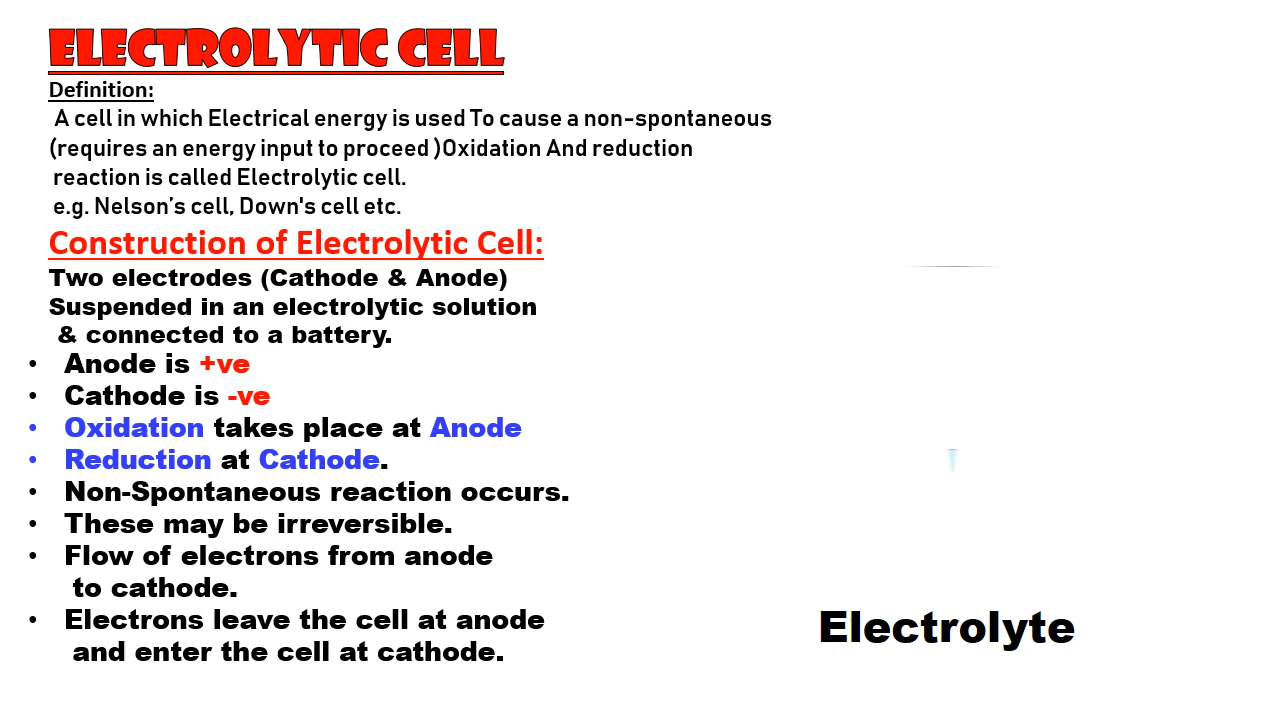 ELECTROLYTIC CELL
Definition:
A cell in which Electrical energy is used To cause a non-spontaneous
(requires an energy input to proceed )Oxidation And reduction
reaction is called Electrolytic cell.
e.g. Nelson’s cell, Down's cell etc.
Construction of Electrolytic Cell:
Two electrodes (Cathode & Anode)
Suspended in an electrolytic solution
& connected to a battery.
• Anode is +ve
• Cathode is -ve
• Oxidation takes place at Anode
• Reduction at Cathode.
• Non-Spontaneous reaction occurs.
• These may be irreversible.
• Flow of electrons from anode
to cathode.
• Electrons leave the cell at anode
and enter the cell at cathode.
Electrolyte